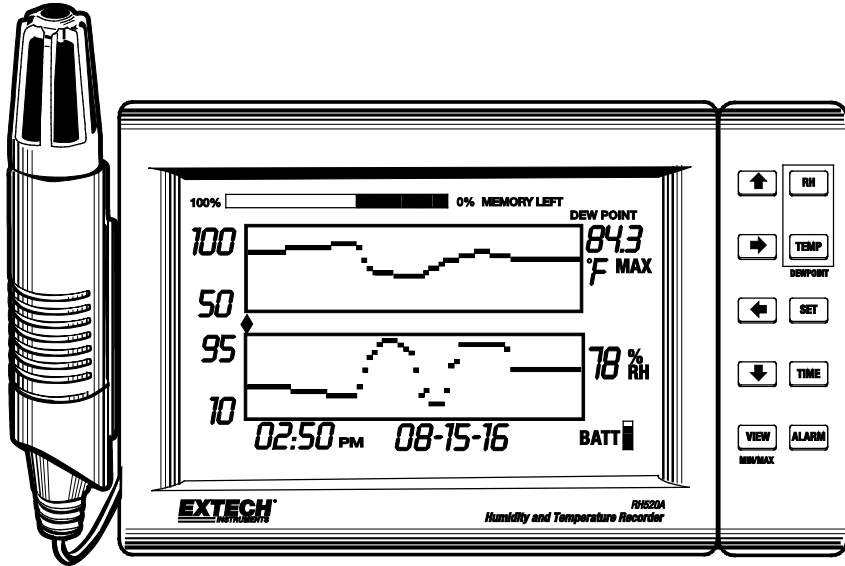 100% 0% MEMORY LEFT
DEW POINT
100 84.3
°F MAX
50
95
78 % RH
10
02:50 PM 08-15-16 BATT
EXTECH
INSTRUMENTS
RH520A
Humidity and Temperature Recorder
RH
TEMP
DEWPOINT
SET
TIME
VIEW ALARM
MIN/MAX